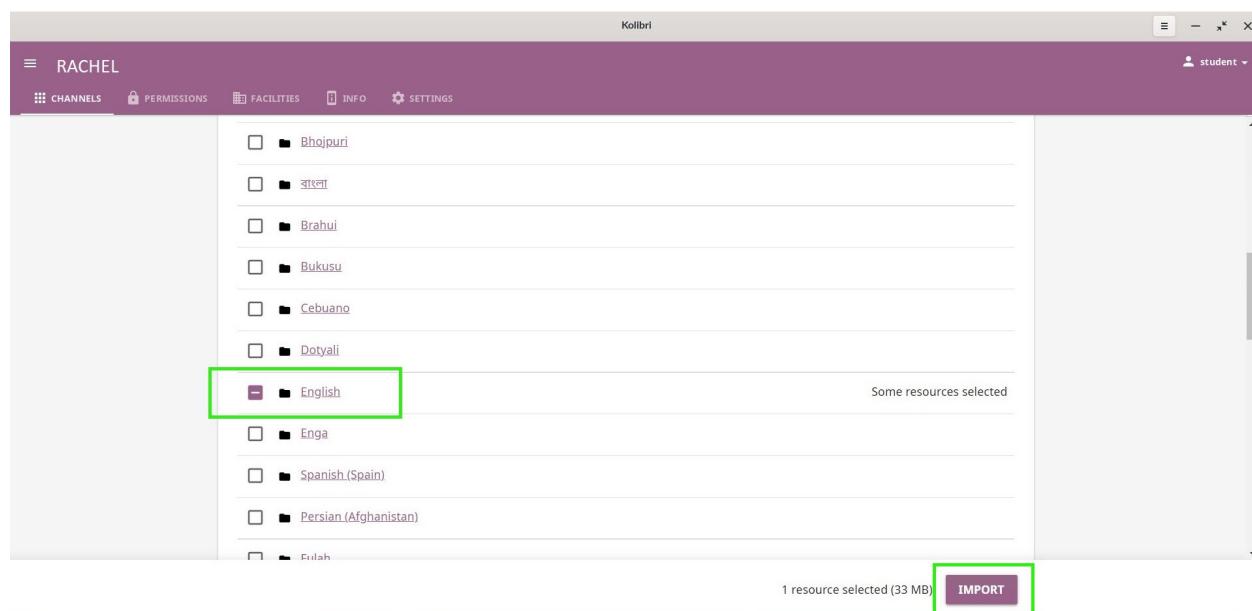 Kolibri
RACHEL
student
CHANNELS PERMISSIONS FACILITIES INFO SETTINGS
Bhojpuri
বাংলা
Brahui
Bukusu
Cebuano
Dotyali
English Some resources selected
Enga
Spanish (Spain)
Persian (Afghanistan)
Fulah
1 resource selected (33 MB) IMPORT